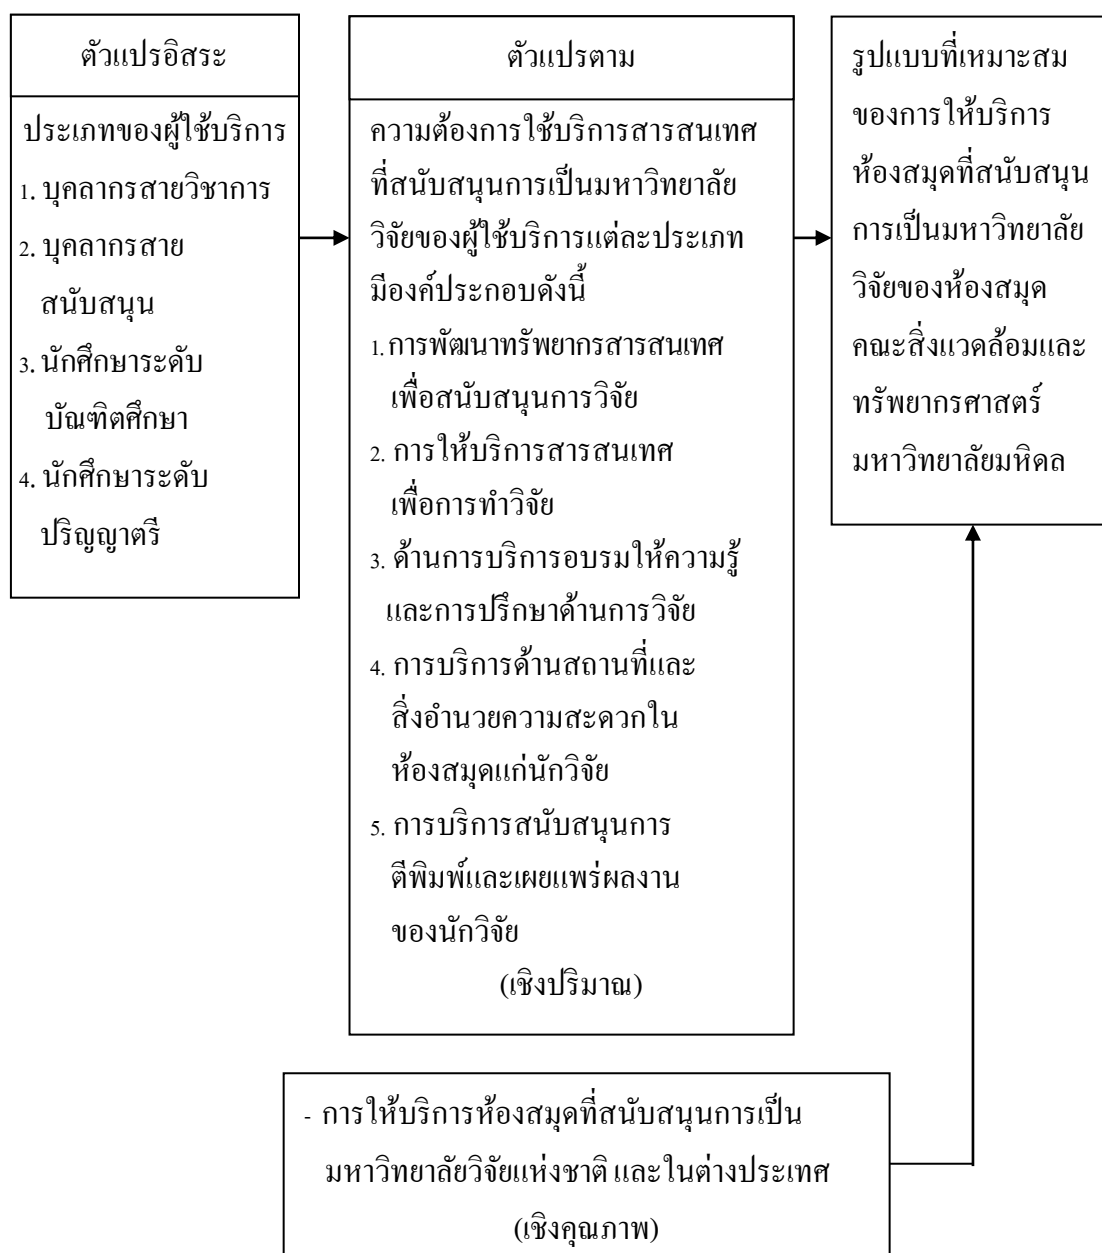 ตัวแปรอิสระ
ประเภทของผู้ใช้บริการ
1. บุคลากรสายวิชาการ
2. บุคลากรสาย
สนับสนุน
3. นักศึกษาระดับ
บัณฑิตศึกษา
4. นักศึกษาระดับ
ปริญญาตรี
ตัวแปรตาม
ความต้องการใช้บริการสารสนเทศ
ที่สนับสนุนการเป็นมหาวิทยาลัย
วิจัยของผู้ใช้บริการแต่ละประเภท
มีองค์ประกอบดังนี้
1. การพัฒนาทรัพยากรสารสนเทศ
เพื่อสนับสนุนการวิจัย
2. การให้บริการสารสนเทศ
เพื่อการทำวิจัย
3. ด้านการบริการอบรมให้ความรู้
และการปรึกษาด้านการวิจัย
4. การบริการด้านสถานที่และ
สิ่งอำนวยความสะดวกใน
ห้องสมุดแก่นักวิจัย
5. การบริการสนับสนุนการ
ตีพิมพ์และเผยแพร่ผลงาน
ของนักวิจัย
(เชิงปริมาณ)
รูปแบบที่เหมาะสม
ของการให้บริการ
ห้องสมุดที่สนับสนุน
การเป็นมหาวิทยาลัย
วิจัยของห้องสมุด
คณะสิ่งแวดล้อมและ
ทรัพยากรศาสตร์
มหาวิทยาลัยมหิดล
- การให้บริการห้องสมุดที่สนับสนุนการเป็น
มหาวิทยาลัยวิจัยแห่งชาติ และในต่างประเทศ
(เชิงคุณภาพ)